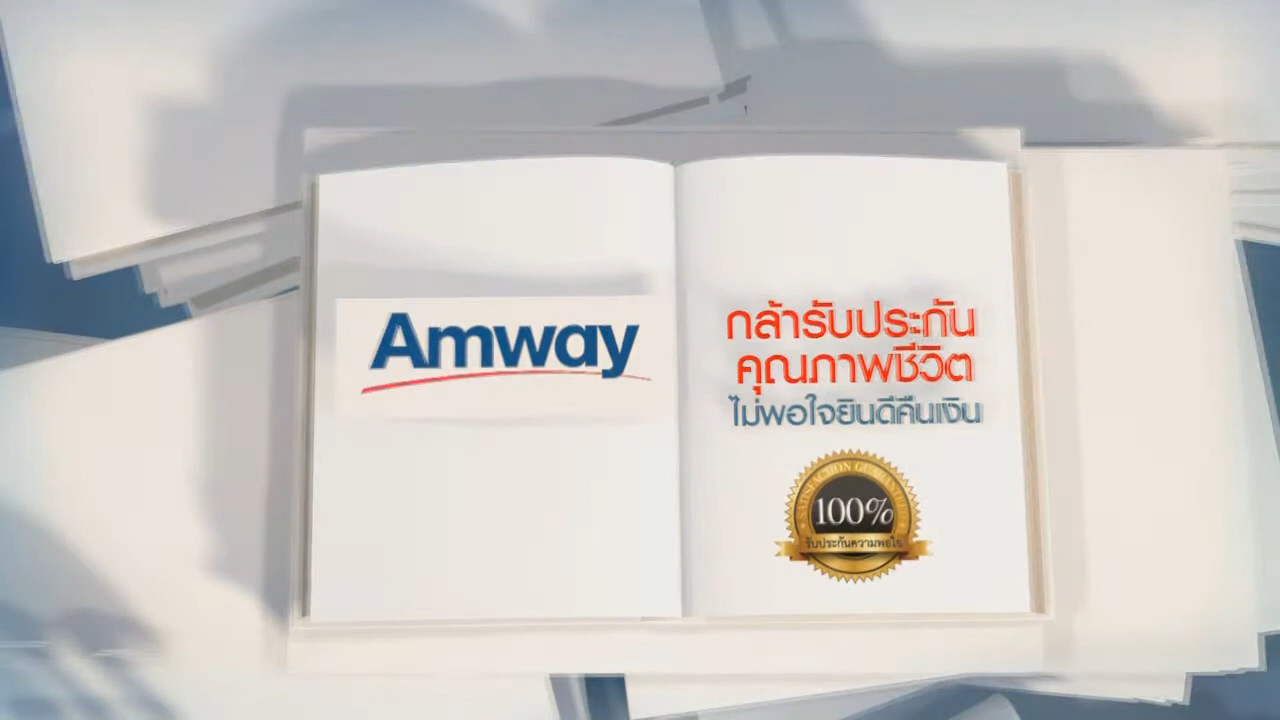 Amway
กล้ารับประกัน
คุณภาพชีวิต
ไม่พอใจยินดีคืนเงิน
SATISFACTION GUARANTEE
100%
รับประกันความพอใจ